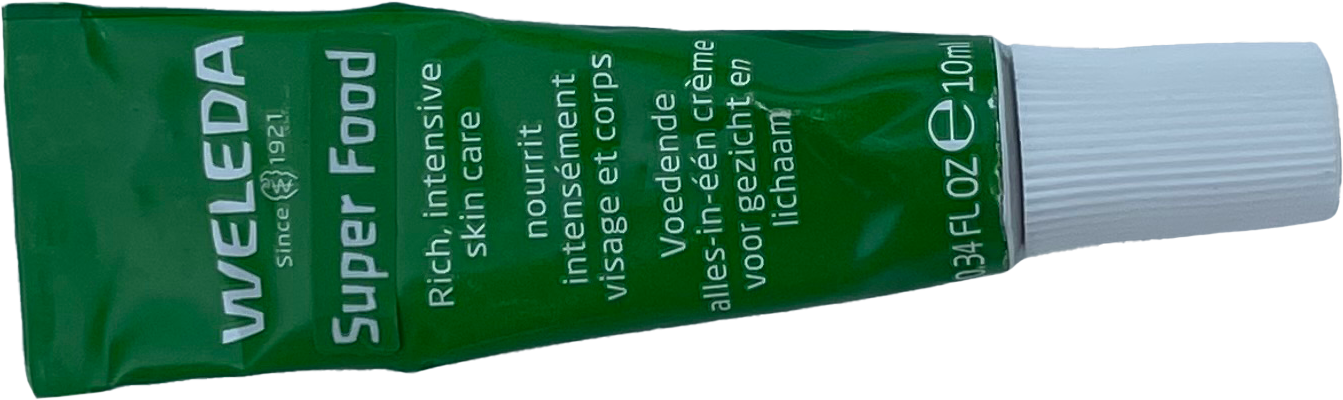 WELEDA
Since 1921
Super Food
Rich, intensive
skin care
nourrit
intensément
visage et corps
Voedende
alles-in-één crème
voor gezicht en
lichaam
0.34 FL OZ e 10ml